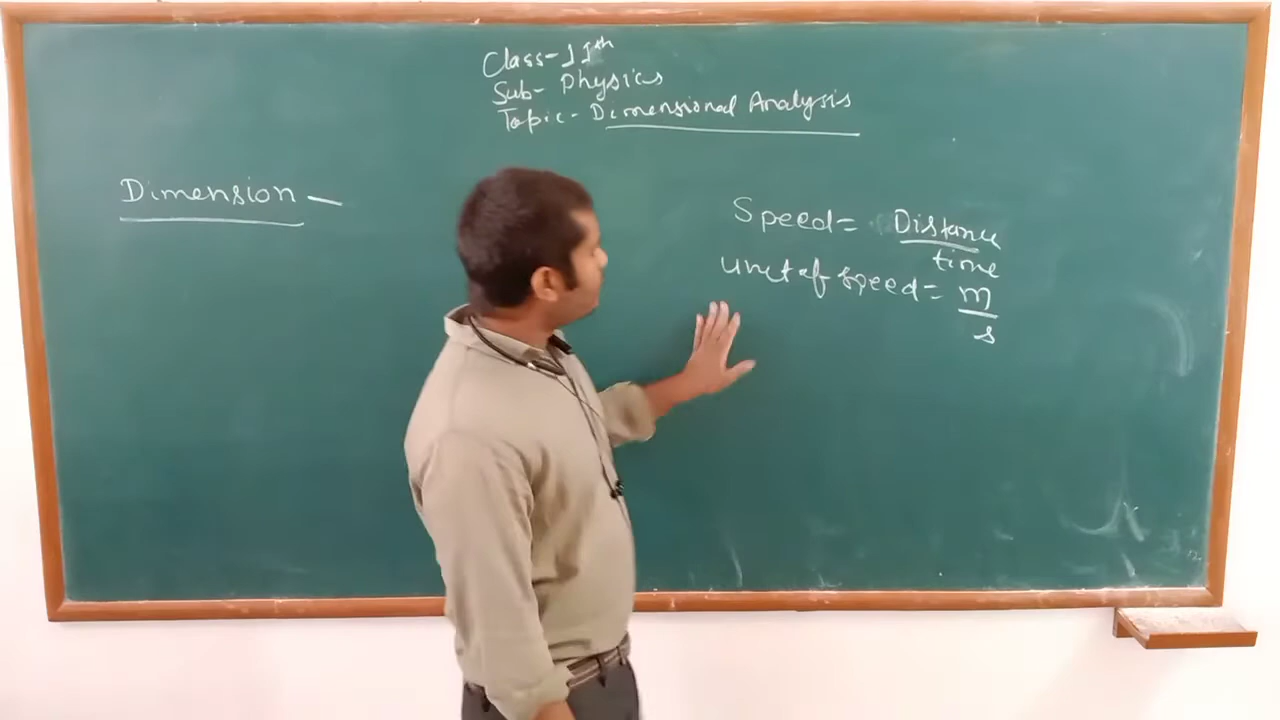 Class-11th
Sub- Physics
Topic- Dimensional Analysis
Dimension -
Speed = Distance
time
unit of speed = m
s